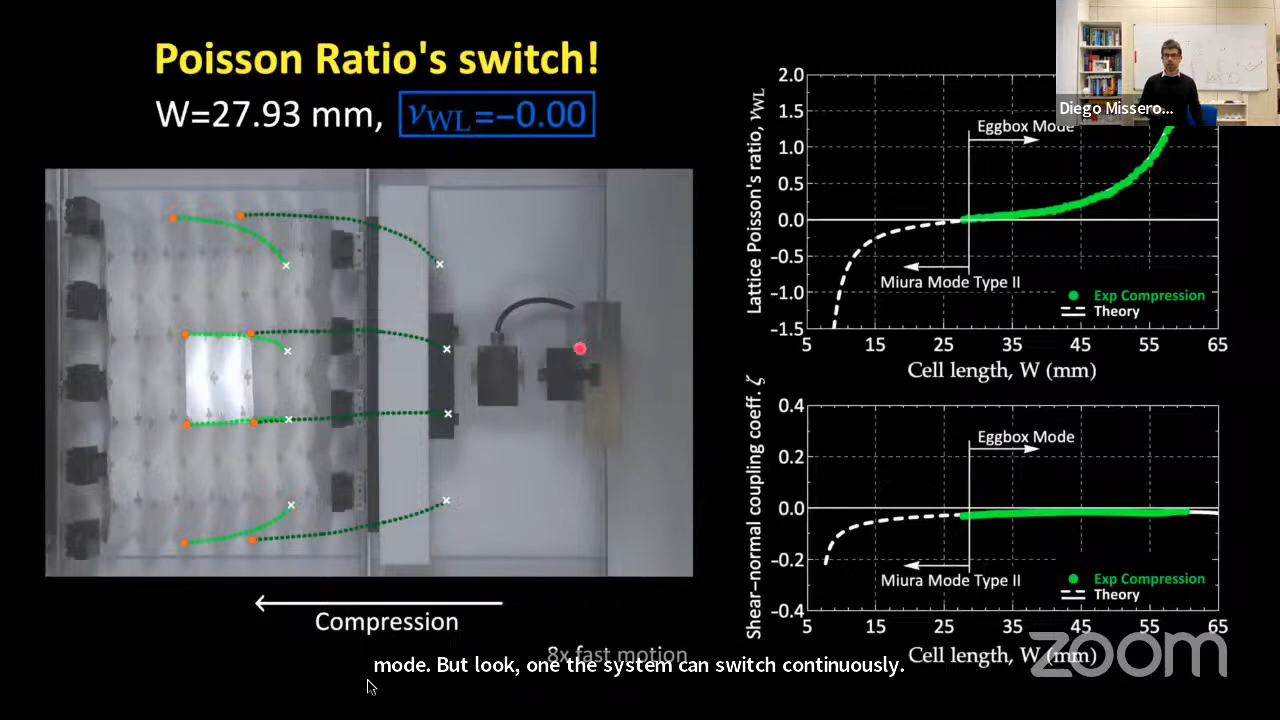 Poisson Ratio's switch!
W=27.93 mm, νWL=−0.00
Compression
8x fast motion
mode. But look, one the system can switch continuously.
Diego Missero...
Lattice Poisson's ratio, νWL
2.0
1.5
1.0
0.5
0.0
−0.5
−1.0
−1.5
Eggbox Mode
Miura Mode Type II
Exp Compression
Theory
5 15 25 35 45 55 65
Cell length, W (mm)
Shear–normal coupling coeff. ζ
0.4
0.2
0.0
−0.2
−0.4
Eggbox Mode
Miura Mode Type II
Exp Compression
Theory
5 15 25 35 45 55 65
Cell length, W (mm)
zoom